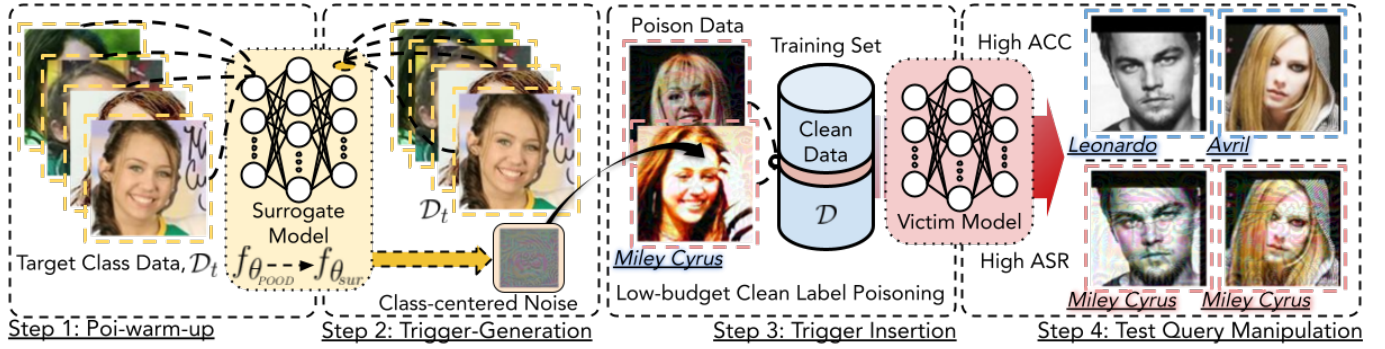 Surrogate
Model
Target Class Data, 𝒟ₜ
f_θ_POOD ---> f_θ_sur
Step 1: Poi-warm-up
𝒟ₜ
Class-centered Noise
Step 2: Trigger-Generation
Poison Data
Miley Cyrus
Training Set
Clean
Data
𝒟
Victim Model
Low-budget Clean Label Poisoning
Step 3: Trigger Insertion
High ACC
Leonardo
Avril
High ASR
Miley Cyrus
Miley Cyrus
Step 4: Test Query Manipulation